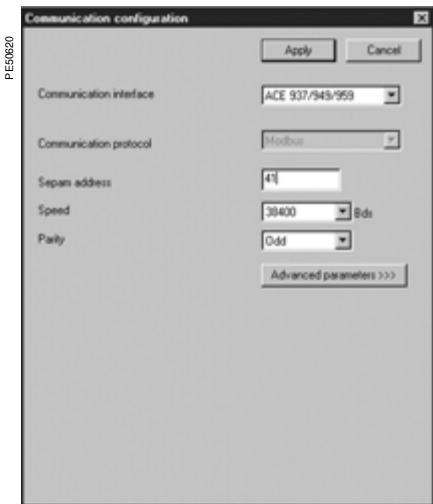 PE50620
Communication configuration
Apply
Cancel
Communication interface
ACE 937/949/959
Communication protocol
Modbus
Sepam address
41
Speed
38400
Bds
Parity
Odd
Advanced parameters >>>